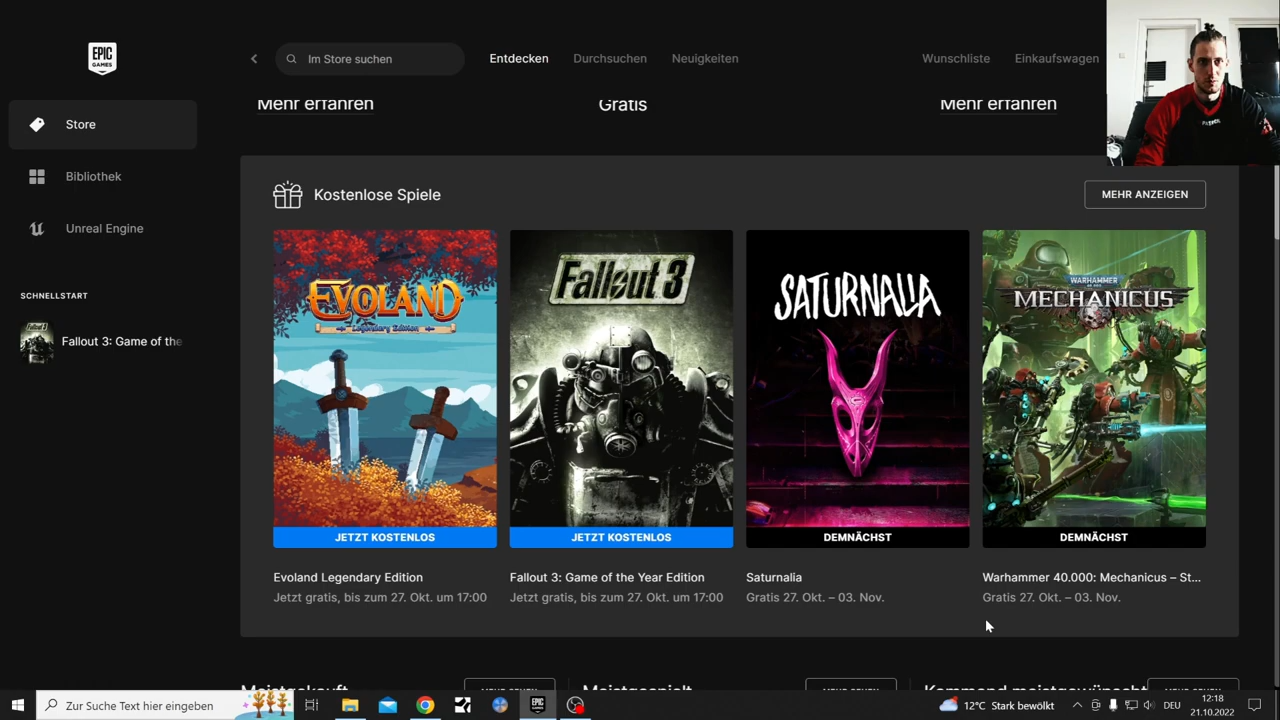 EPIC
GAMES
Im Store suchen
Entdecken
Durchsuchen
Neuigkeiten
Wunschliste
Einkaufswagen
Store
Bibliothek
Unreal Engine
SCHNELLSTART
Fallout 3: Game of the
Mehr erfahren
Gratis
Mehr erfahren
Kostenlose Spiele
MEHR ANZEIGEN
EVOLAND
Legendary Edition
JETZT KOSTENLOS
Evoland Legendary Edition
Jetzt gratis, bis zum 27. Okt. um 17:00
Fallout 3
JETZT KOSTENLOS
Fallout 3: Game of the Year Edition
Jetzt gratis, bis zum 27. Okt. um 17:00
SATURNALIA
DEMNÄCHST
Saturnalia
Gratis 27. Okt. – 03. Nov.
WARHAMMER
40,000
MECHANICUS
DEMNÄCHST
Warhammer 40.000: Mechanicus – St...
Gratis 27. Okt. – 03. Nov.
Meistgekauft
Meistgespielt
Kommend meistgewünscht
Zur Suche Text hier eingeben
12°C Stark bewölkt
DEU
12:18
21.10.2022